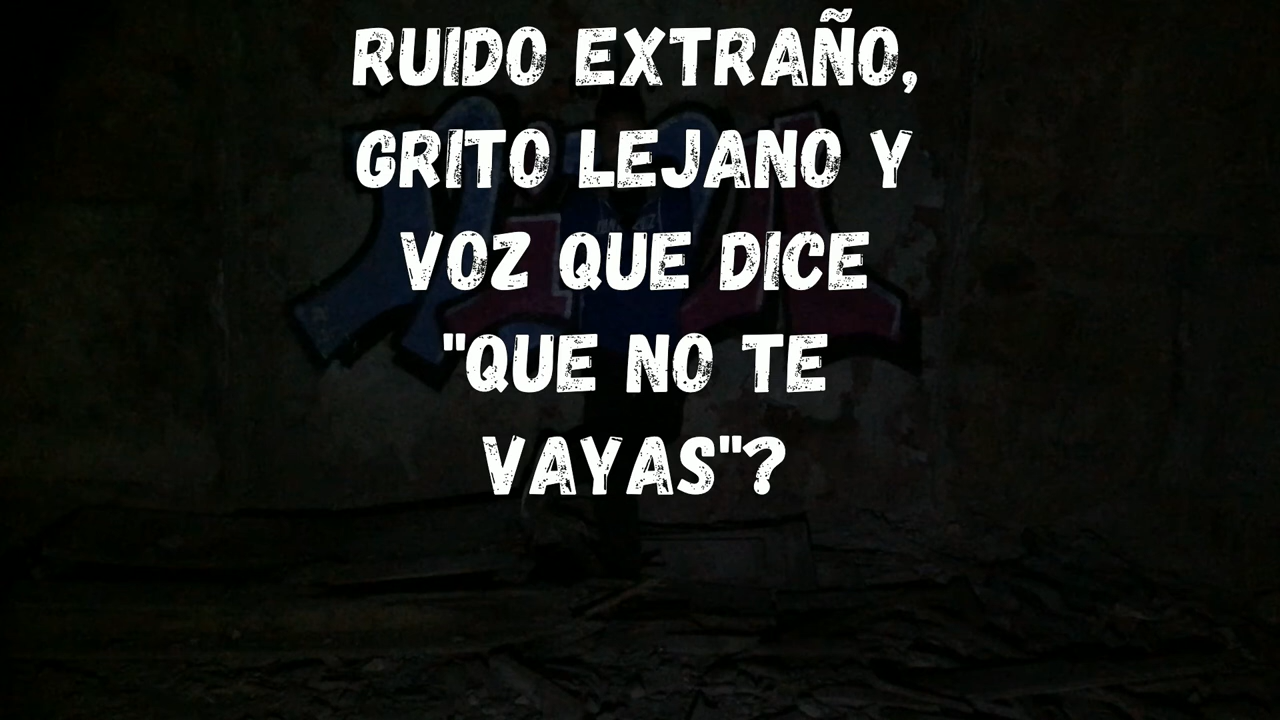 RUIDO EXTRAÑO,
GRITO LEJANO Y
VOZ QUE DICE
"QUE NO TE
VAYAS"?